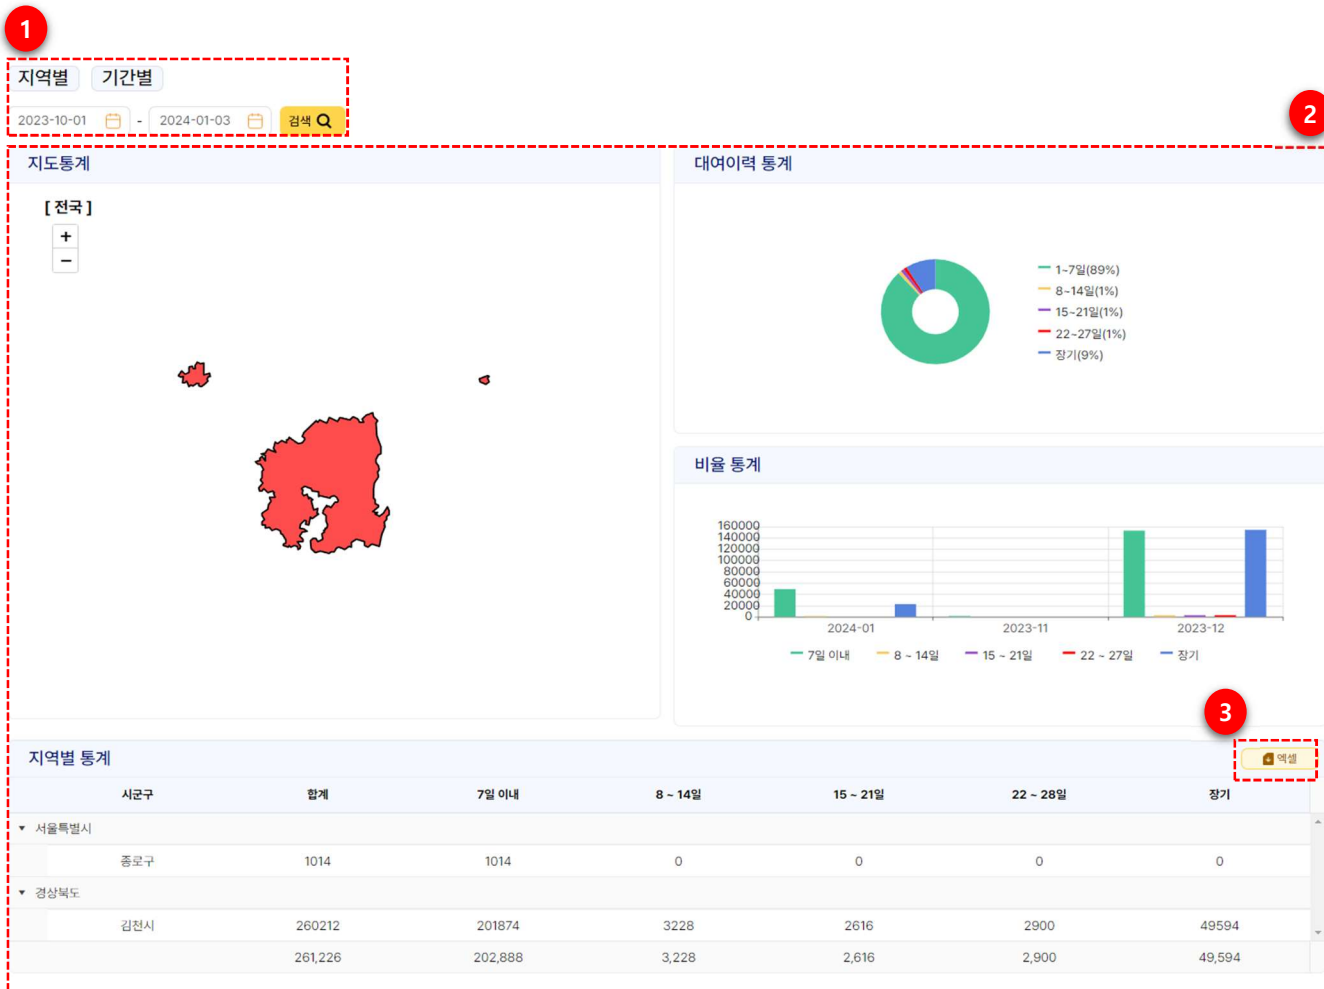 1
지역별 기간별
2023-10-01 - 2024-01-03 검색
2
지도통계
[ 전국 ]
+
−
대여이력 통계
1~7일(89%)
8~14일(1%)
15~21일(1%)
22~27일(1%)
장기(9%)
비율 통계
160000
140000
120000
100000
80000
60000
40000
20000
0
2024-01 2023-11 2023-12
7일 이내 8 ~ 14일 15 ~ 21일 22 ~ 27일 장기
3
지역별 통계 엑셀
시군구 합계 7일 이내 8 ~ 14일 15 ~ 21일 22 ~ 28일 장기
서울특별시
종로구 1014 1014 0 0 0 0
경상북도
김천시 260212 201874 3228 2616 2900 49594
261,226 202,888 3,228 2,616 2,900 49,594